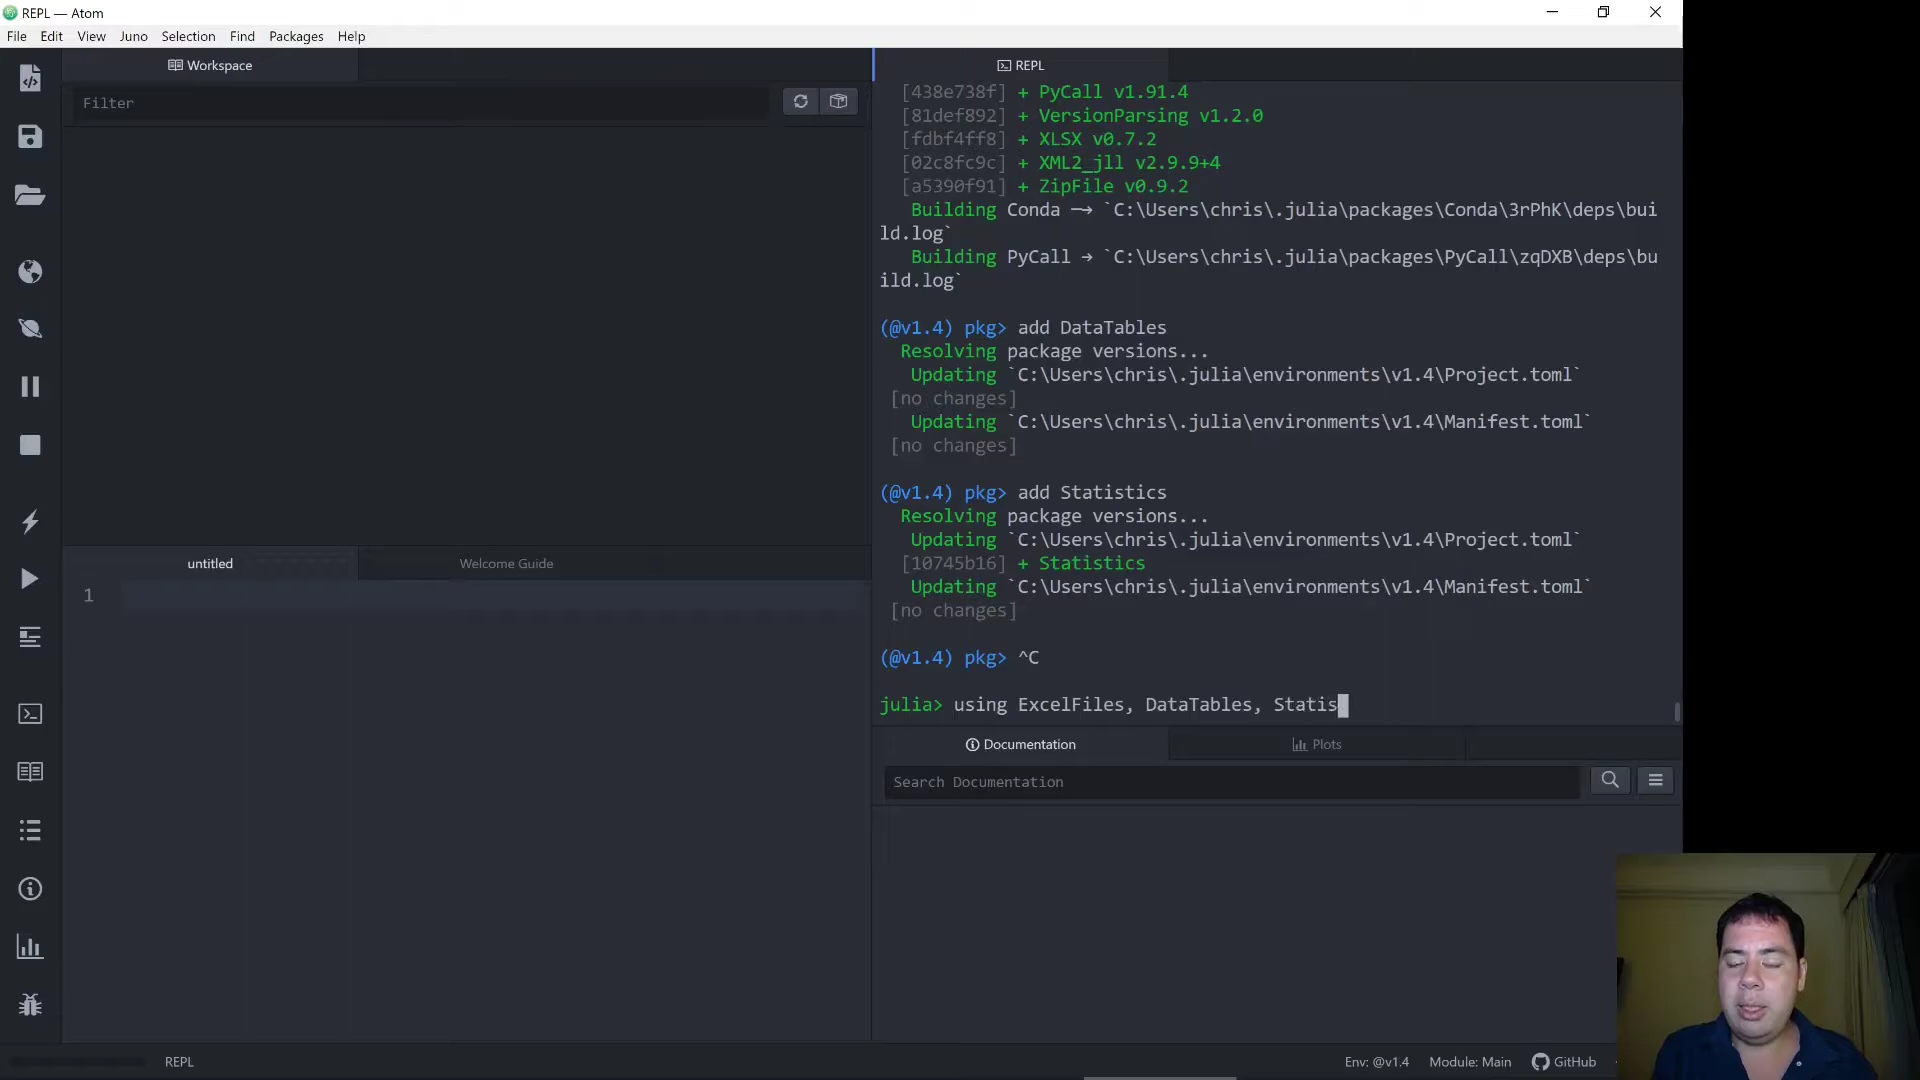 REPL — Atom
File Edit View Juno Selection Find Packages Help
Workspace
Filter
untitled
Welcome Guide
1
REPL
[438e738f] + PyCall v1.91.4
[81def892] + VersionParsing v1.2.0
[fdbf4ff8] + XLSX v0.7.2
[02c8fc9c] + XML2_jll v2.9.9+4
[a5390f91] + ZipFile v0.9.2
Building Conda ─→ `C:\Users\chris\.julia\packages\Conda\3rPhK\deps\bui
ld.log`
Building PyCall → `C:\Users\chris\.julia\packages\PyCall\zqDXB\deps\bu
ild.log`
(@v1.4) pkg> add DataTables
Resolving package versions...
Updating `C:\Users\chris\.julia\environments\v1.4\Project.toml`
[no changes]
Updating `C:\Users\chris\.julia\environments\v1.4\Manifest.toml`
[no changes]
(@v1.4) pkg> add Statistics
Resolving package versions...
Updating `C:\Users\chris\.julia\environments\v1.4\Project.toml`
[10745b16] + Statistics
Updating `C:\Users\chris\.julia\environments\v1.4\Manifest.toml`
[no changes]
(@v1.4) pkg> ^C
julia> using ExcelFiles, DataTables, Statis
Documentation
Plots
Search Documentation
REPL
Env: @v1.4 Module: Main GitHub